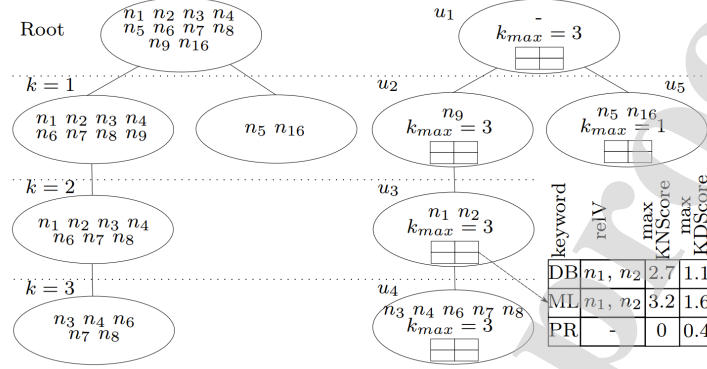 Root
n1 n2 n3 n4
n5 n6 n7 n8
n9 n16
k = 1
n1 n2 n3 n4
n6 n7 n8 n9
n5 n16
k = 2
n1 n2 n3 n4
n6 n7 n8
k = 3
n3 n4 n6
n7 n8
u1
-
kmax = 3
u2
n9
kmax = 3
u5
n5 n16
kmax = 1
u3
n1 n2
kmax = 3
u4
n3 n4 n6 n7 n8
kmax = 3
keyword relV max KNScore max KDScore
DB n1, n2 2.7 1.1
ML n1, n2 3.2 1.6
PR - 0 0.4